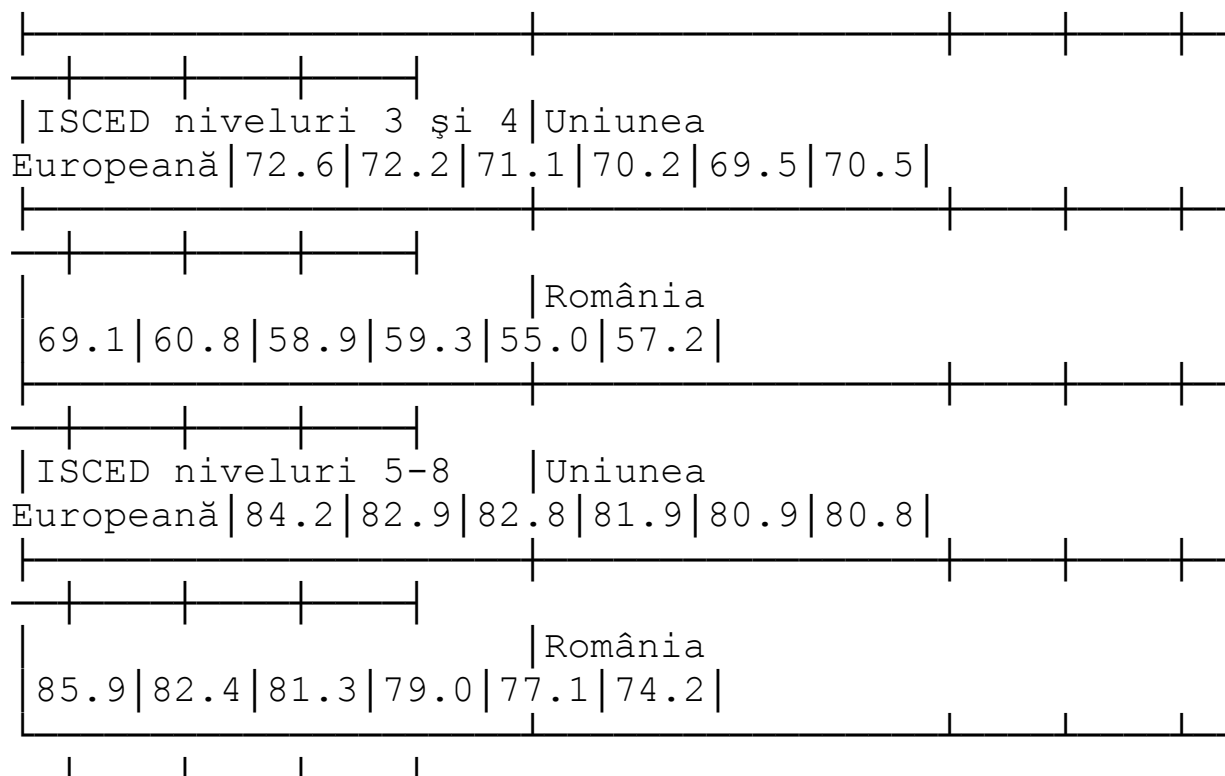 |ISCED niveluri 3 şi 4|Uniunea
Europeană|72.6|72.2|71.1|70.2|69.5|70.5|
| |România
|69.1|60.8|58.9|59.3|55.0|57.2|
|ISCED niveluri 5-8 |Uniunea
Europeană|84.2|82.9|82.8|81.9|80.9|80.8|
| |România
|85.9|82.4|81.3|79.0|77.1|74.2|